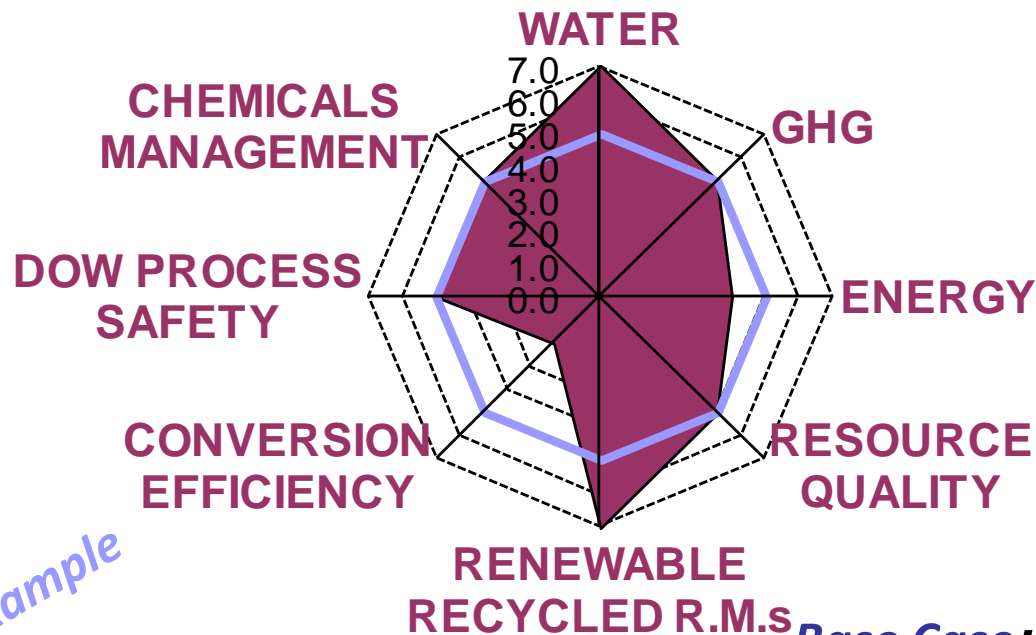 WATER
7.0
6.0
5.0
4.0
3.0
2.0
1.0
0.0
GHG
ENERGY
RESOURCE
QUALITY
RENEWABLE
RECYCLED R.M.s
CONVERSION
EFFICIENCY
DOW PROCESS
SAFETY
CHEMICALS
MANAGEMENT